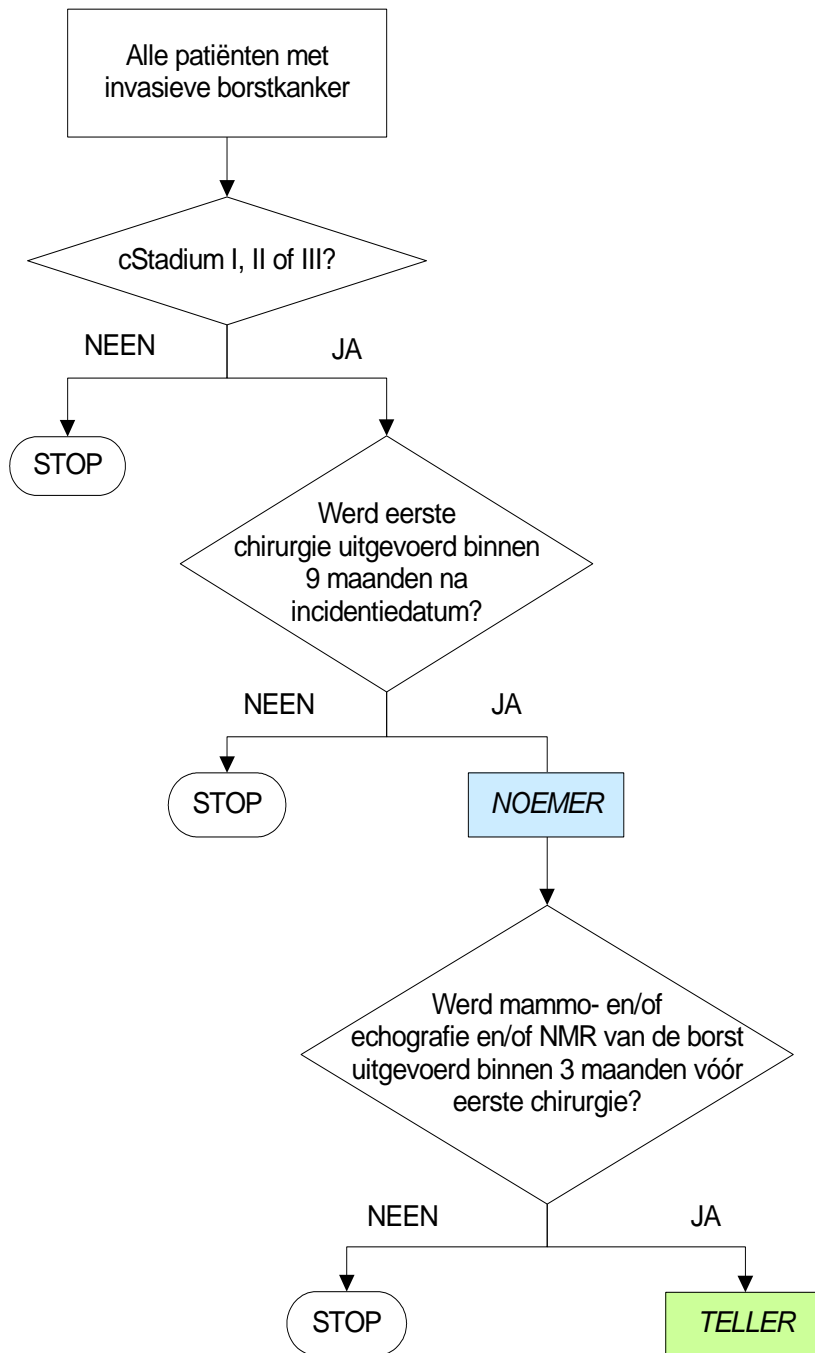 Alle patiënten met
invasieve borstkanker
cStadium I, II of III?
NEEN
JA
STOP
Werd eerste
chirurgie uitgevoerd binnen
9 maanden na
incidentiedatum?
NEEN
JA
STOP
NOEMER
Werd mammo- en/of
echografie en/of NMR van de borst
uitgevoerd binnen 3 maanden vóór
eerste chirurgie?
NEEN
JA
STOP
TELLER